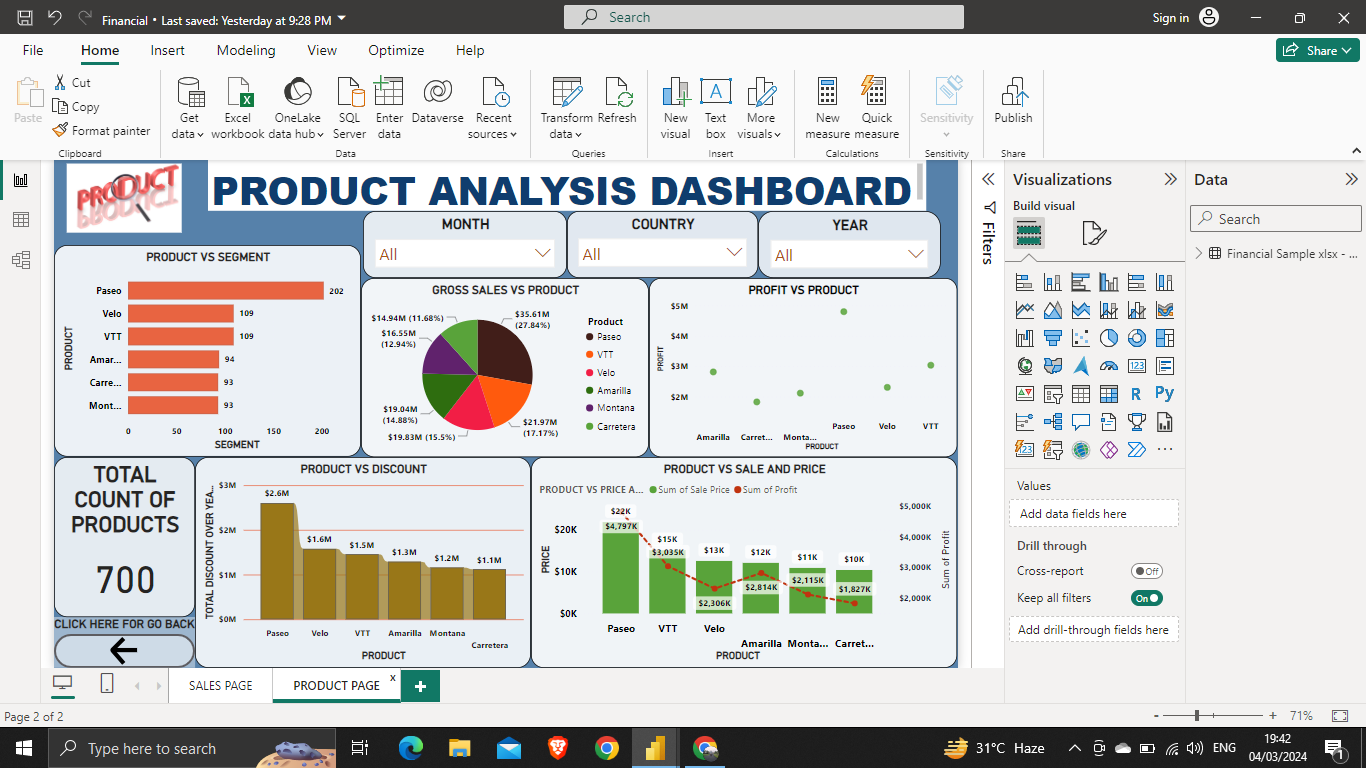 Financial • Last saved: Yesterday at 9:28 PM
Search
Sign in
File Home Insert Modeling View Optimize Help
Share
Paste
Cut
Copy
Format painter
Get data
Excel workbook
OneLake data hub
SQL Server
Enter data
Dataverse
Recent sources
Transform data
Refresh
New visual
Text box
More visuals
New measure
Quick measure
Sensitivity
Publish
Clipboard Data Queries Insert Calculations Sensitivity Share
PRODUCT
PRODUCT ANALYSIS DASHBOARD
MONTH
All
COUNTRY
All
YEAR
All
PRODUCT VS SEGMENT
PRODUCT
Paseo 202
Velo 109
VTT 109
Amar... 94
Carre... 93
Mont... 93
0 50 100 150 200
SEGMENT
GROSS SALES VS PRODUCT
$14.94M (11.68%)
$16.55M
(12.94%)
$19.04M
(14.88%)
$19.83M (15.5%)
$35.61M
(27.84%)
$21.97M
(17.17%)
Product
Paseo
VTT
Velo
Amarilla
Montana
Carretera
PROFIT VS PRODUCT
PROFIT
$5M
$4M
$3M
$2M
Amarilla Carret... Monta... Paseo Velo VTT
PRODUCT
TOTAL
COUNT OF
PRODUCTS
700
CLICK HERE FOR GO BACK
PRODUCT VS DISCOUNT
TOTAL DISCOUNT OVER YEA...
$3M
$2M
$1M
$0M
$2.6M $1.6M $1.5M $1.3M $1.2M $1.1M
Paseo Velo VTT Amarilla Montana Carretera
PRODUCT
PRODUCT VS SALE AND PRICE
PRODUCT VS PRICE A... Sum of Sale Price Sum of Profit
PRICE
$20K
$10K
$0K
$22K $15K $13K $12K $11K $10K
$4,797K $3,035K $2,306K $2,814K $2,115K $1,827K
$5,000K
$4,000K
$3,000K
$2,000K
Sum of Profit
Paseo VTT Velo Amarilla Monta... Carret...
PRODUCT
Filters
Visualizations
Build visual
R Py
123
Values
Add data fields here
Drill through
Cross-report Off
Keep all filters On
Add drill-through fields here
Data
Search
Financial Sample xlsx - ...
SALES PAGE
PRODUCT PAGE x
+
Page 2 of 2
- + 71%
Type here to search
31°C Haze
ENG
19:42
04/03/2024
1